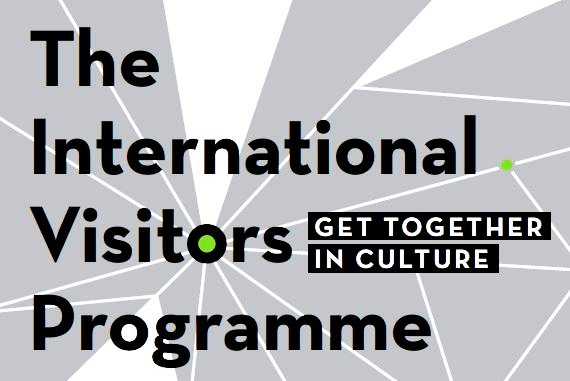 The
International
Visitors
GET TOGETHER
IN CULTURE
Programme